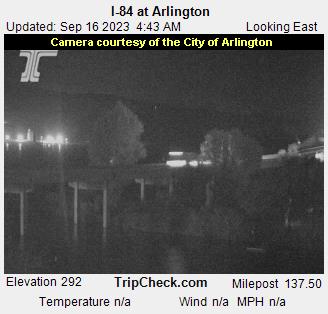 I-84 at Arlington
Updated: Sep 16 2023 4:43 AM Looking East
Camera courtesy of the City of Arlington
Elevation 292 TripCheck.com Milepost 137.50
Temperature n/a Wind n/a MPH n/a